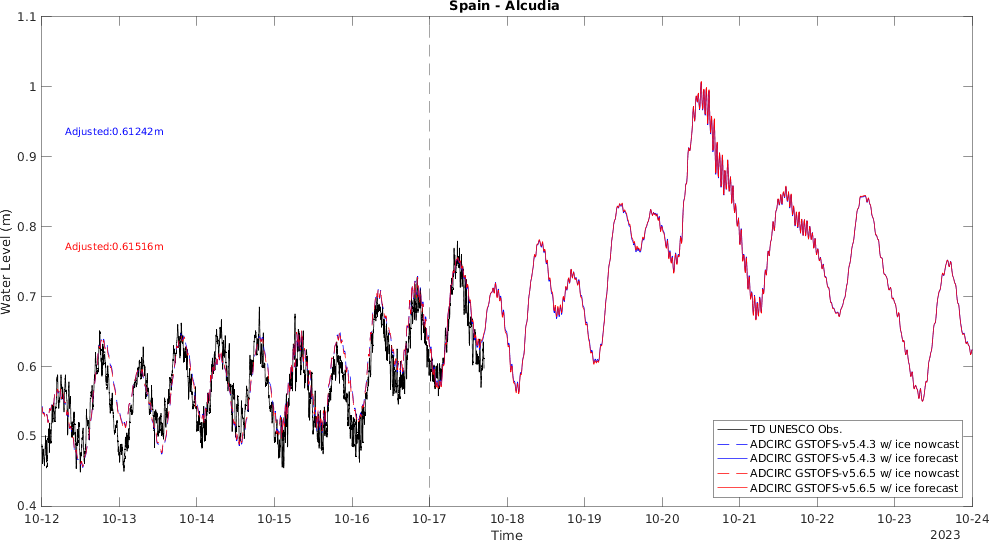 Spain - Alcudia
1.1
1
0.9
0.8
0.7
0.6
0.5
0.4
Water Level (m)
Adjusted:0.61242m
Adjusted:0.61516m
TD UNESCO Obs.
ADCIRC GSTOFS-v5.4.3 w/ ice nowcast
ADCIRC GSTOFS-v5.4.3 w/ ice forecast
ADCIRC GSTOFS-v5.6.5 w/ ice nowcast
ADCIRC GSTOFS-v5.6.5 w/ ice forecast
10-12 10-13 10-14 10-15 10-16 10-17 10-18 10-19 10-20 10-21 10-22 10-23 10-24
Time
2023